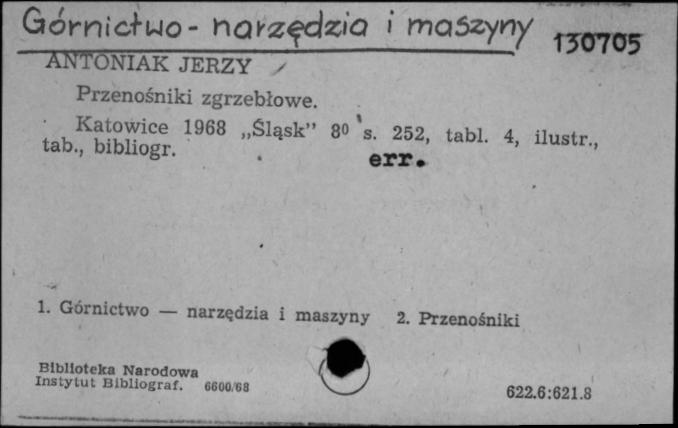 Górnictwo - narzędzia i maszyny
130705
ANTONIAK JERZY
Przenośniki zgrzebłowe.
Katowice 1968 „Śląsk” 8⁰ s. 252, tabl. 4, ilustr.,
tab., bibliogr.
err.
1. Górnictwo — narzędzia i maszyny 2. Przenośniki
Biblioteka Narodowa
Instytut Bibliograf. 6600/68
622.6:621.8